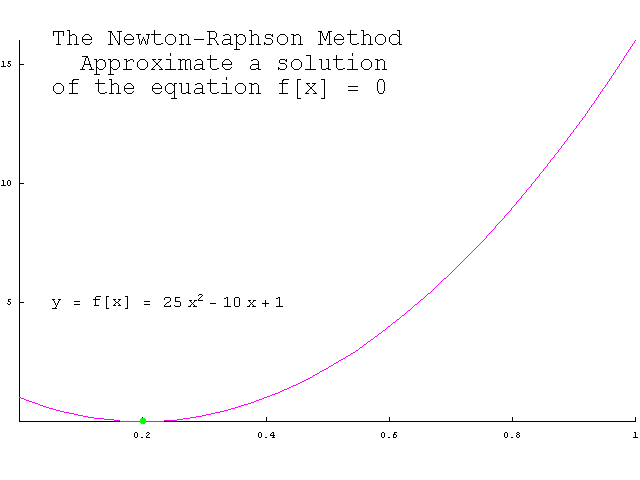 The Newton-Raphson Method
Approximate a solution
of the equation f[x] = 0
15
10
y = f[x] = 25 x² - 10 x + 1
5
0.2 0.4 0.6 0.8 1